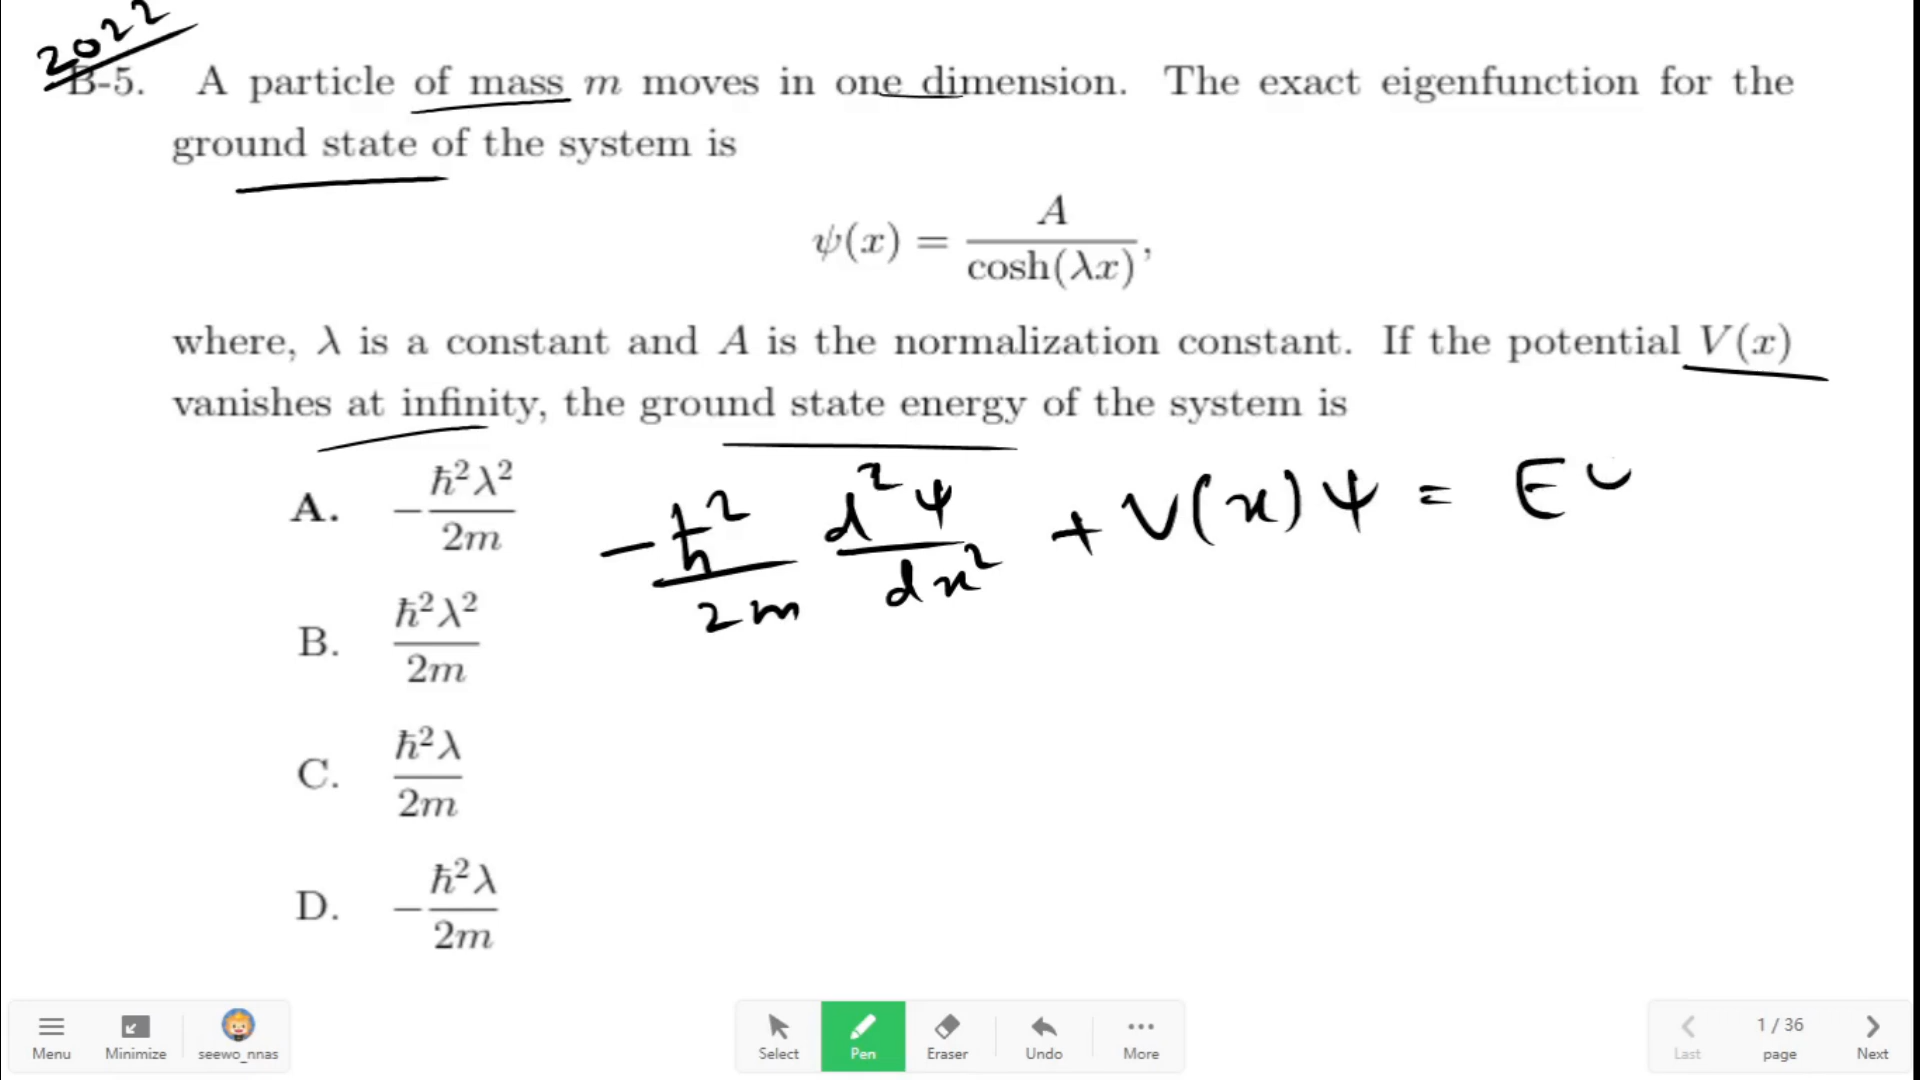 2022
B-5. A particle of mass m moves in one dimension. The exact eigenfunction for the
ground state of the system is
ψ(x) = A / cosh(λx),
where, λ is a constant and A is the normalization constant. If the potential V(x)
vanishes at infinity, the ground state energy of the system is
A. −ħ²λ² / 2m
−ħ²/2m d²ψ/dx² + V(x)ψ = E
B. ħ²λ² / 2m
C. ħ²λ / 2m
D. −ħ²λ / 2m
Menu Minimize seewo_nnas Select Pen Eraser Undo More Last 1 / 36 page Next